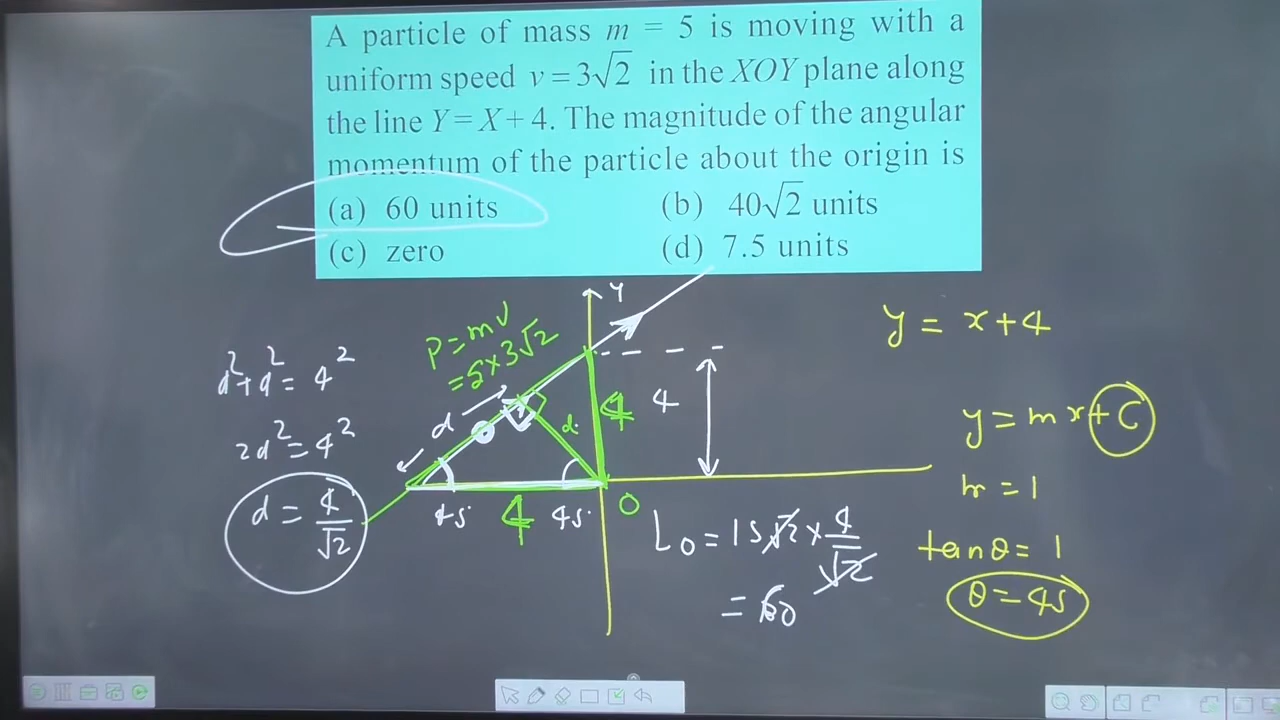 A particle of mass m = 5 is moving with a
uniform speed v = 3√2 in the XOY plane along
the line Y = X + 4. The magnitude of the angular
momentum of the particle about the origin is
(a) 60 units
(b) 40√2 units
(c) zero
(d) 7.5 units
Y
P = mv
= 5 × 3√2
y = x + 4
d² + d² = 4²
2d² = 4²
d = 4/√2
d
d
4
4
45°
4
45°
O
y = mx + C
m = 1
tan θ = 1
θ = 45
L₀ = 15√2 × 4/√2
= 60